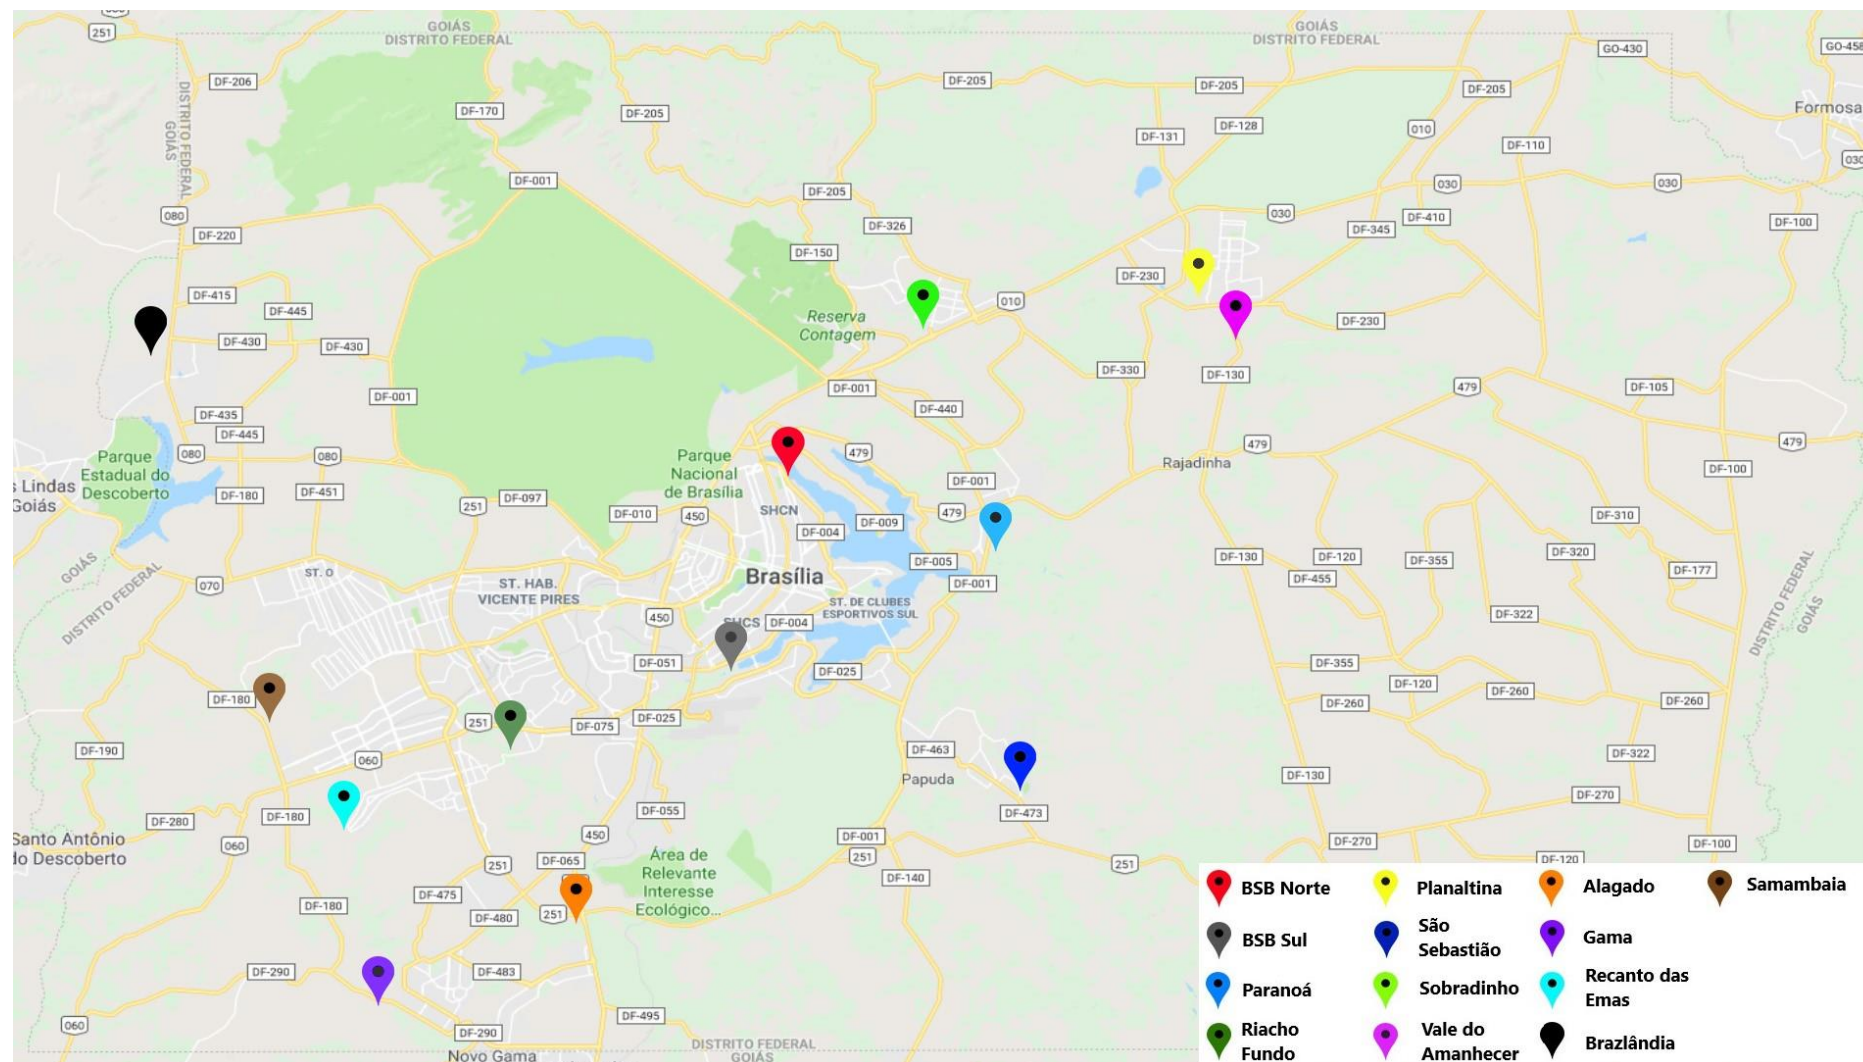 251
GOIÁS
DISTRITO FEDERAL
GOIÁS
DISTRITO FEDERAL
GO-430
GO-458
DF-206
DF-205
DF-205
DF-205
DISTRITO FEDERAL
GOIÁS
DF-170
DF-205
Formosa
DF-131
DF-128
010
DF-110
030
DF-001
DF-205
030
030
080
030
DF-410
DF-100
DF-220
DF-326
DF-345
DF-150
DF-230
DF-415
DF-445
010
Reserva
Contagem
DF-230
DF-430
DF-430
DF-330
DF-130
DF-001
479
DF-105
DF-001
DF-440
DF-435
DF-445
479
479
080
080
479
Parque
Estadual do
Descoberto
Parque
Nacional
de Brasília
Rajadinha
DF-100
s Lindas
Goiás
DF-180
DF-451
DF-001
251
DF-097
DF-010
450
SHCN
479
DF-310
DF-004
DF-009
DF-130
DF-120
DF-355
DF-320
DF-005
DF-177
GOIÁS
DISTRITO FEDERAL
070
ST. O
ST. HAB.
VICENTE PIRES
Brasília
DF-001
DF-455
ST. DE CLUBES
ESPORTIVOS SUL
DISTRITO FEDERAL
GOIÁS
450
SHCS
DF-004
DF-322
DF-051
DF-025
DF-355
DF-120
DF-260
DF-180
DF-260
DF-260
251
DF-075
DF-025
DF-190
DF-463
DF-322
060
Papuda
DF-130
DF-270
DF-280
DF-180
DF-055
DF-473
Santo Antônio
do Descoberto
060
450
DF-001
DF-270
DF-100
251
DF-065
Área de
Relevante
Interesse
Ecológico...
251
251
DF-120
DF-140
DF-475
DF-180
DF-480
251
DF-290
DF-483
060
DF-495
DF-290
Novo Gama
DISTRITO FEDERAL
GOIÁS
BSB Norte
Planaltina
Alagado
Samambaia
BSB Sul
São
Sebastião
Gama
Paranoá
Sobradinho
Recanto das
Emas
Riacho
Fundo
Vale do
Amanhecer
Brazlândia